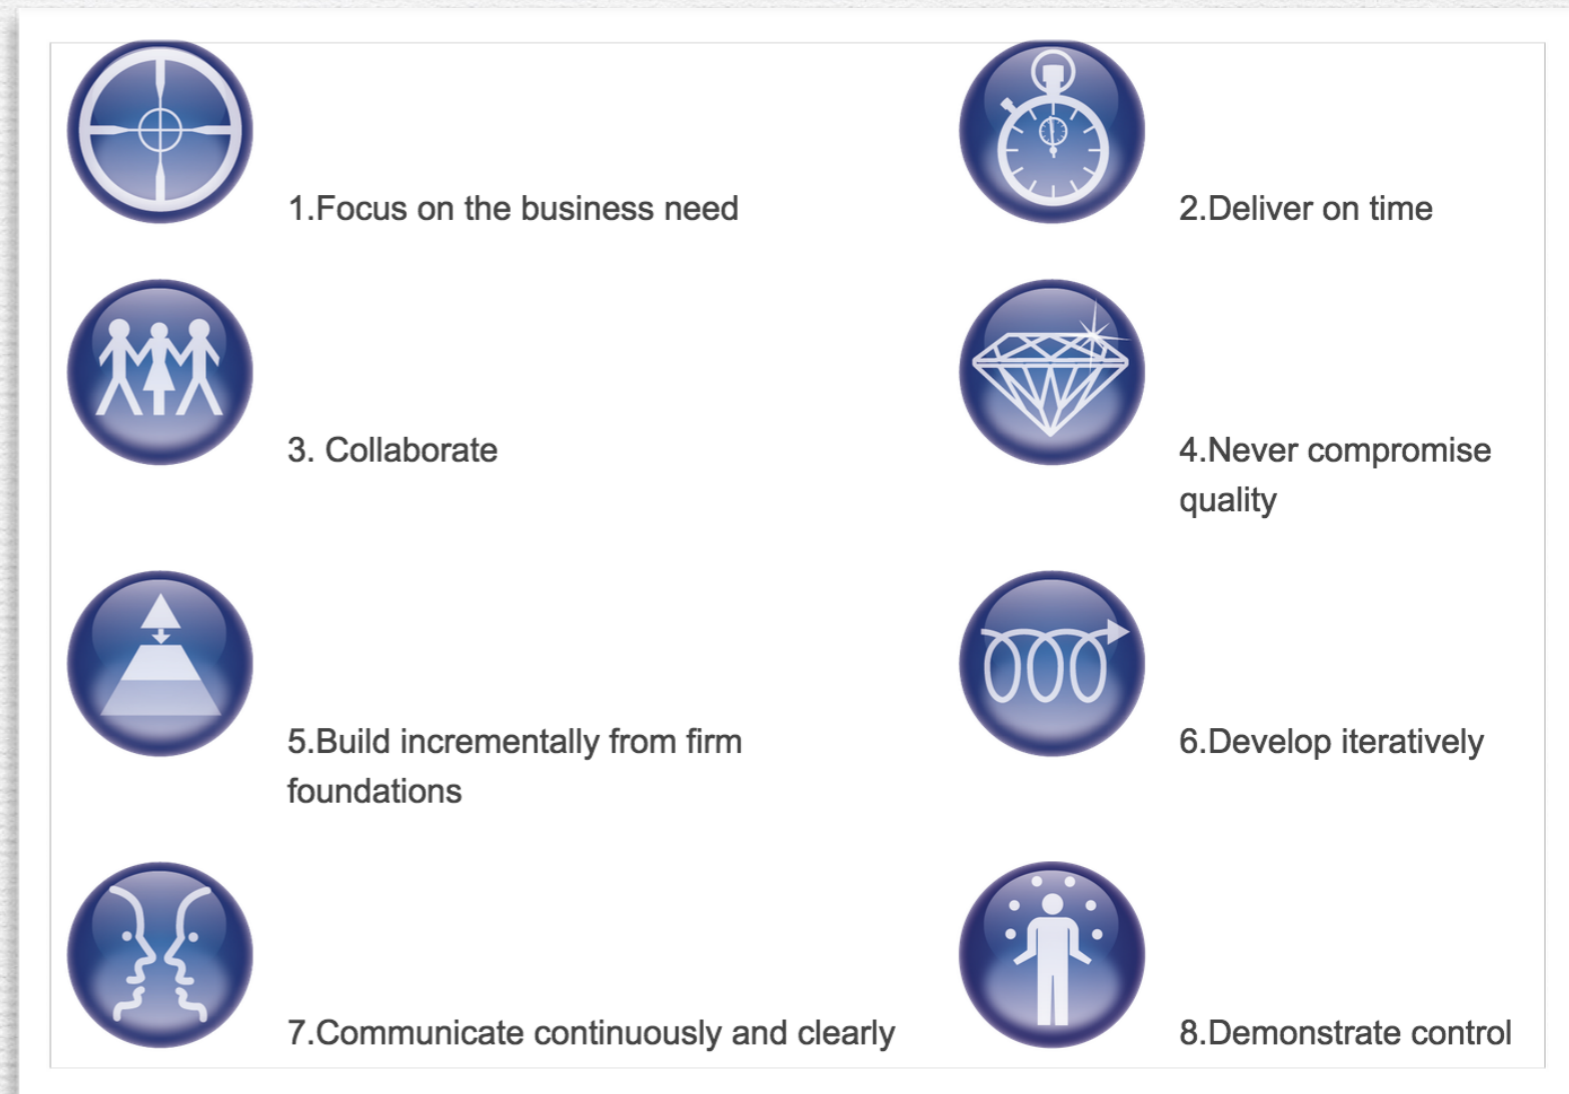 1.Focus on the business need
2.Deliver on time
3. Collaborate
4.Never compromise
quality
5.Build incrementally from firm
foundations
6.Develop iteratively
7.Communicate continuously and clearly
8.Demonstrate control